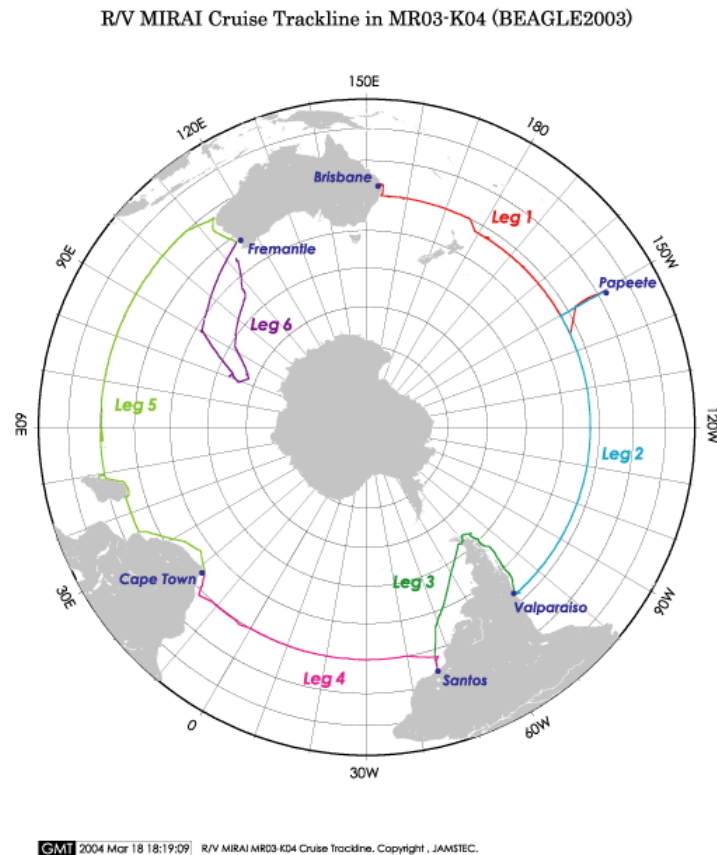 R/V MIRAI Cruise Trackline in MR03-K04 (BEAGLE2003)
150E
120E
180
Brisbane
Leg 1
Fremantle
90E
150W
Papeete
Leg 6
Leg 5
60E
120W
Leg 2
Cape Town
Leg 3
30E
90W
Valparaiso
Leg 4
Santos
0
60W
30W
GMT 2004 Mar 18 18:19:09 R/V MIRAI MR03-K04 Cruise Trackline. Copyright , JAMSTEC.